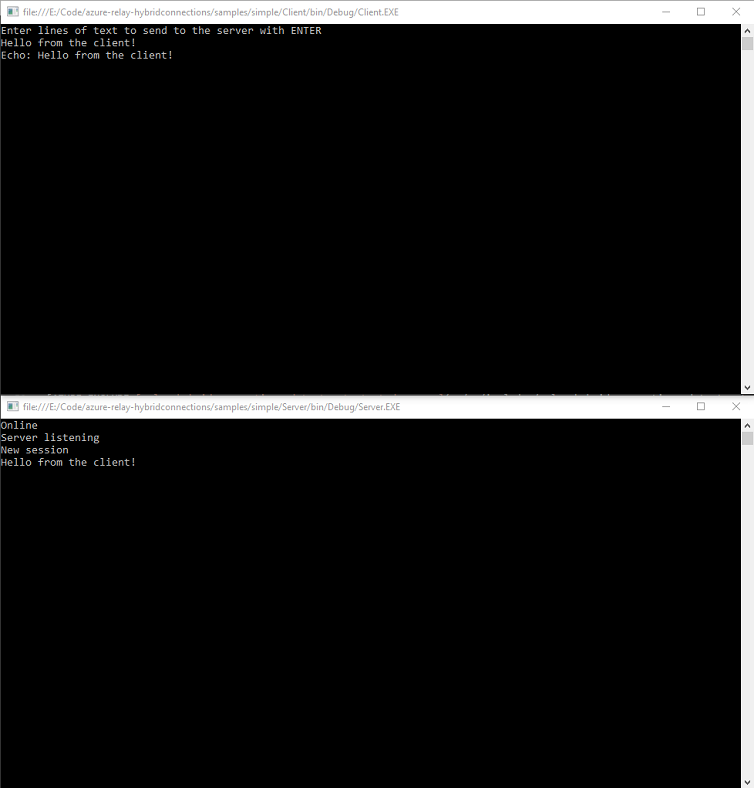 file:///E:/Code/azure-relay-hybridconnections/samples/simple/Client/bin/Debug/Client.EXE
Enter lines of text to send to the server with ENTER
Hello from the client!
Echo: Hello from the client!
file:///E:/Code/azure-relay-hybridconnections/samples/simple/Server/bin/Debug/Server.EXE
Online
Server listening
New session
Hello from the client!